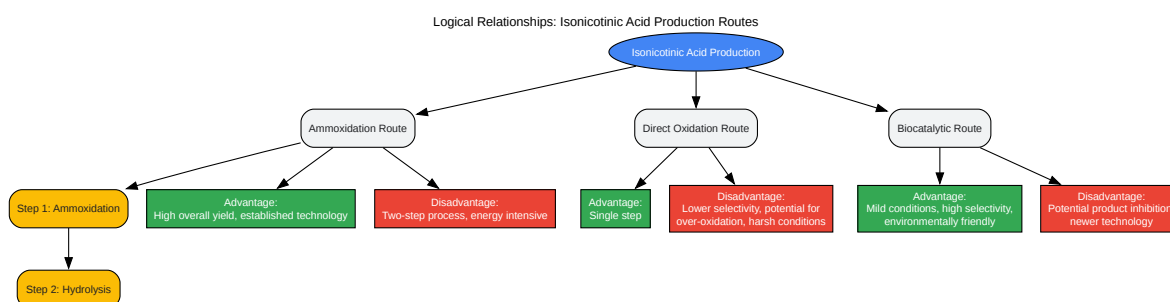 Logical Relationships: Isonicotinic Acid Production Routes
Isonicotinic Acid Production
Ammoxidation Route
Direct Oxidation Route
Biocatalytic Route
Step 1: Ammoxidation
Advantage:
High overall yield, established technology
Disadvantage:
Two-step process, energy intensive
Advantage:
Single step
Disadvantage:
Lower selectivity, potential for
over-oxidation, harsh conditions
Advantage:
Mild conditions, high selectivity,
environmentally friendly
Disadvantage:
Potential product inhibition,
newer technology
Step 2: Hydrolysis